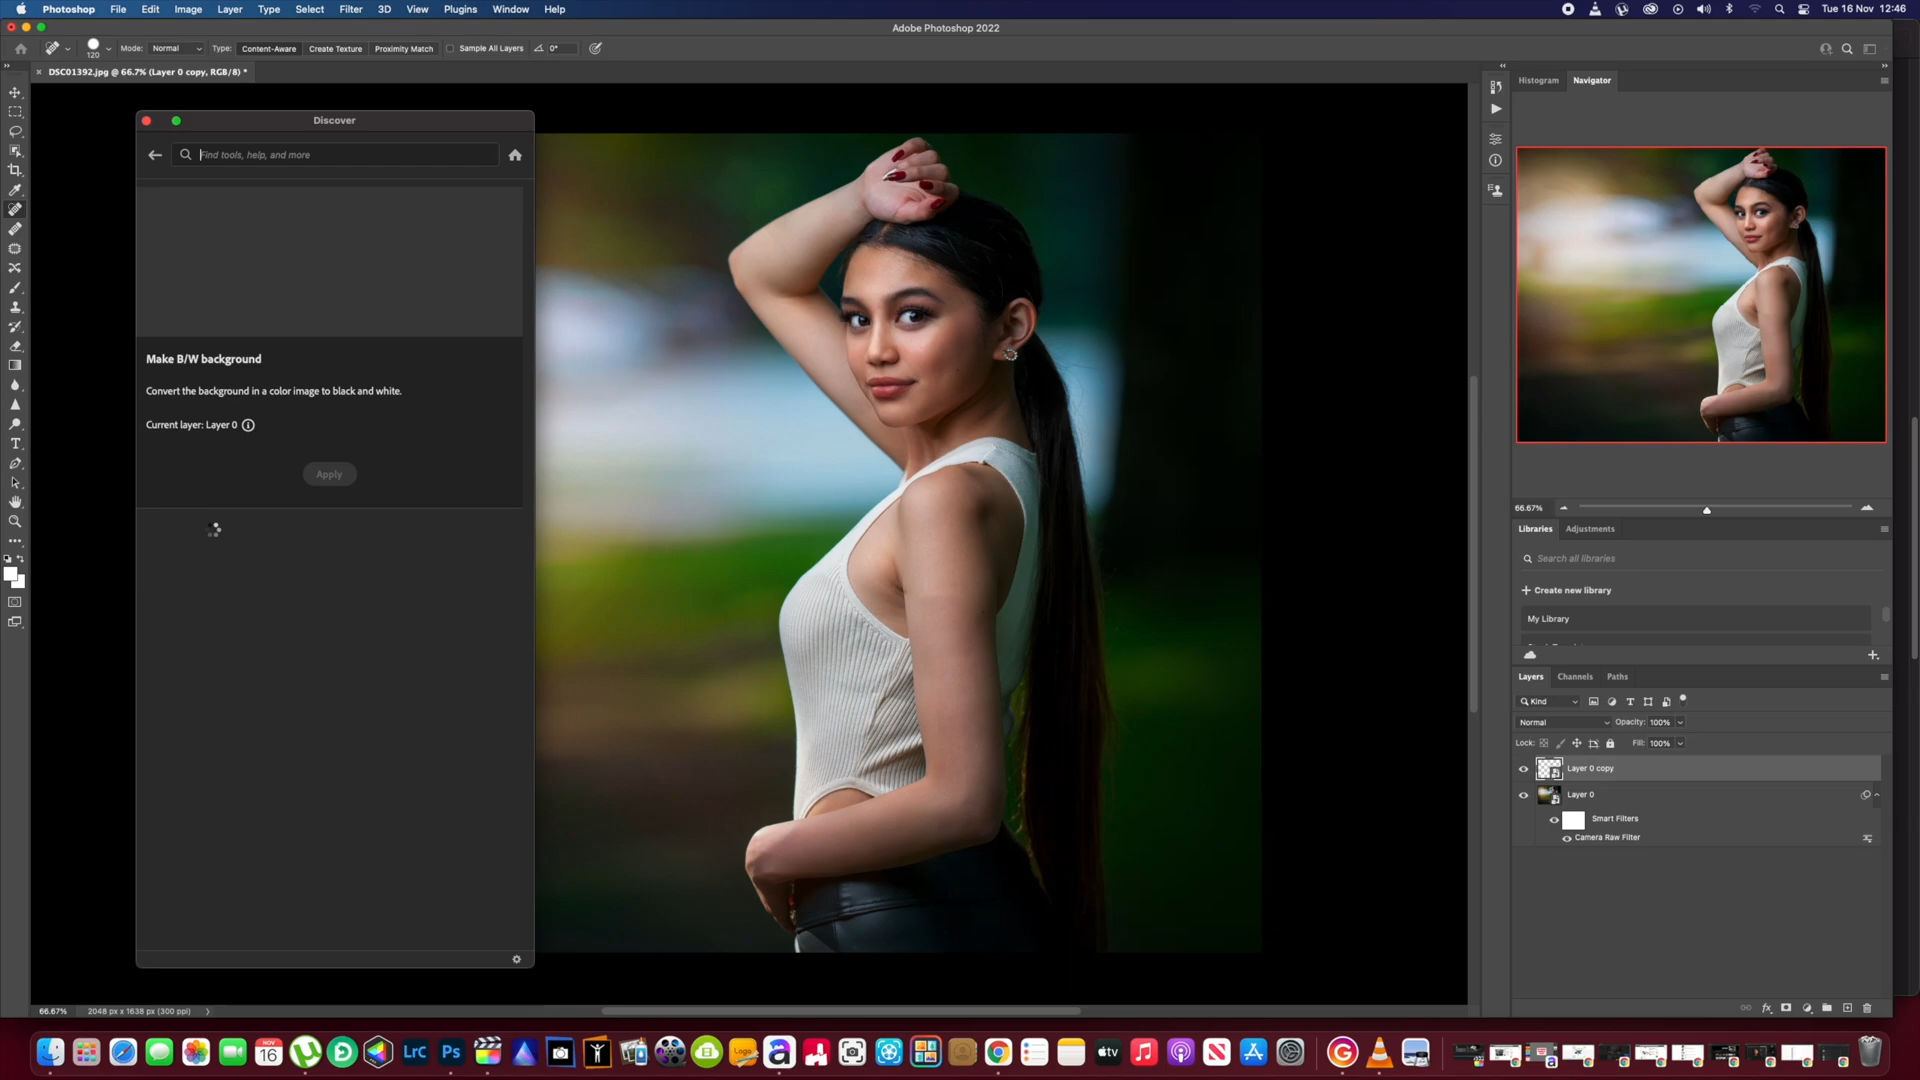 Photoshop File Edit Image Layer Type Select Filter 3D View Plugins Window Help Tue 16 Nov 12:46
Adobe Photoshop 2022
120 Mode: Normal Type: Content-Aware Create Texture Proximity Match Sample All Layers 0°
× DSC01392.jpg @ 66.7% (Layer 0 copy, RGB/8) *
Histogram Navigator
Discover
Find tools, help, and more
Make B/W background
Convert the background in a color image to black and white.
Current layer: Layer 0
Apply
66.67%
Libraries Adjustments
Search all libraries
Create new library
My Library
Layers Channels Paths
Kind
Normal Opacity: 100%
Lock: Fill: 100%
Layer 0 copy
Layer 0
Smart Filters
Camera Raw Filter
66.67% 2048 px x 1638 px (300 ppi)
NOV
16
LrC
Ps
Logo
tv